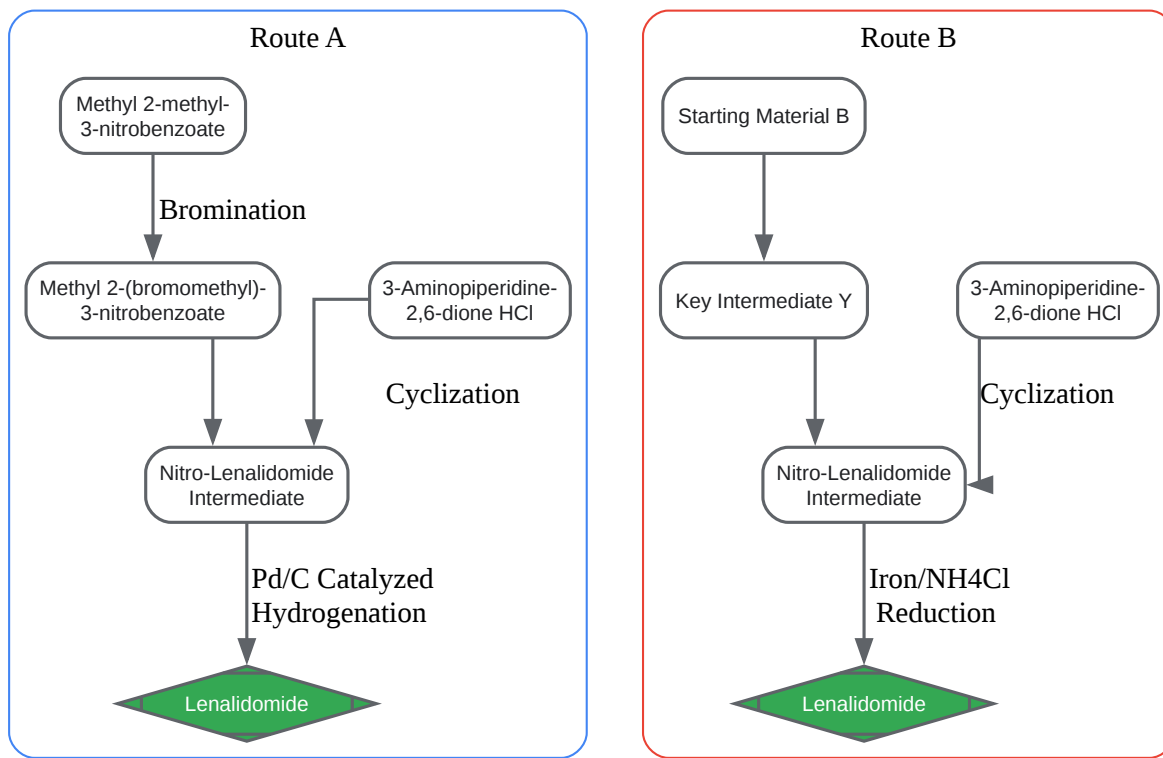 Route A
Methyl 2-methyl-
3-nitrobenzoate
Bromination
Methyl 2-(bromomethyl)-
3-nitrobenzoate
3-Aminopiperidine-
2,6-dione HCl
Cyclization
Nitro-Lenalidomide
Intermediate
Pd/C Catalyzed
Hydrogenation
Lenalidomide
Route B
Starting Material B
Key Intermediate Y
3-Aminopiperidine-
2,6-dione HCl
Cyclization
Nitro-Lenalidomide
Intermediate
Iron/NH4Cl
Reduction
Lenalidomide